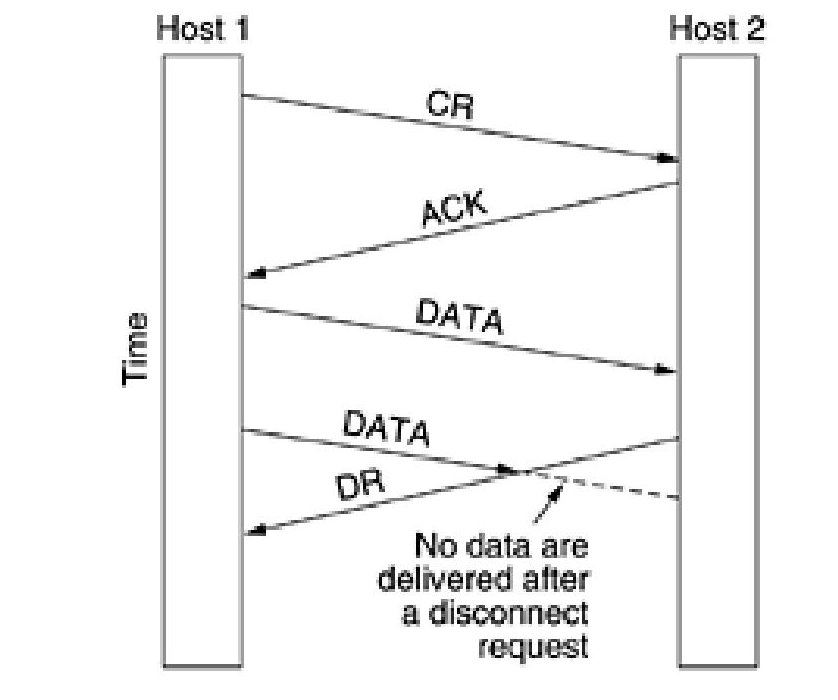 Host 1
Host 2
CR
ACK
DATA
Time
DATA
DR
No data are
delivered after
a disconnect
request